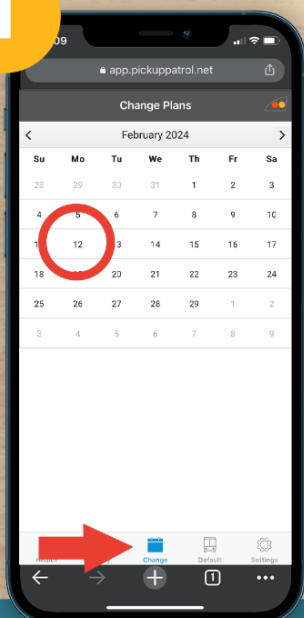 09
app.pickuppatrol.net
Change Plans
< February 2024 >
Su Mo Tu We Th Fr Sa
28 29 30 31 1 2 3
4 5 6 7 8 9 10
12 13 14 15 16 17
18 20 21 22 23 24
25 26 27 28 29 1 2
3 4 5 6 7 8 9
Change Default Settings
1